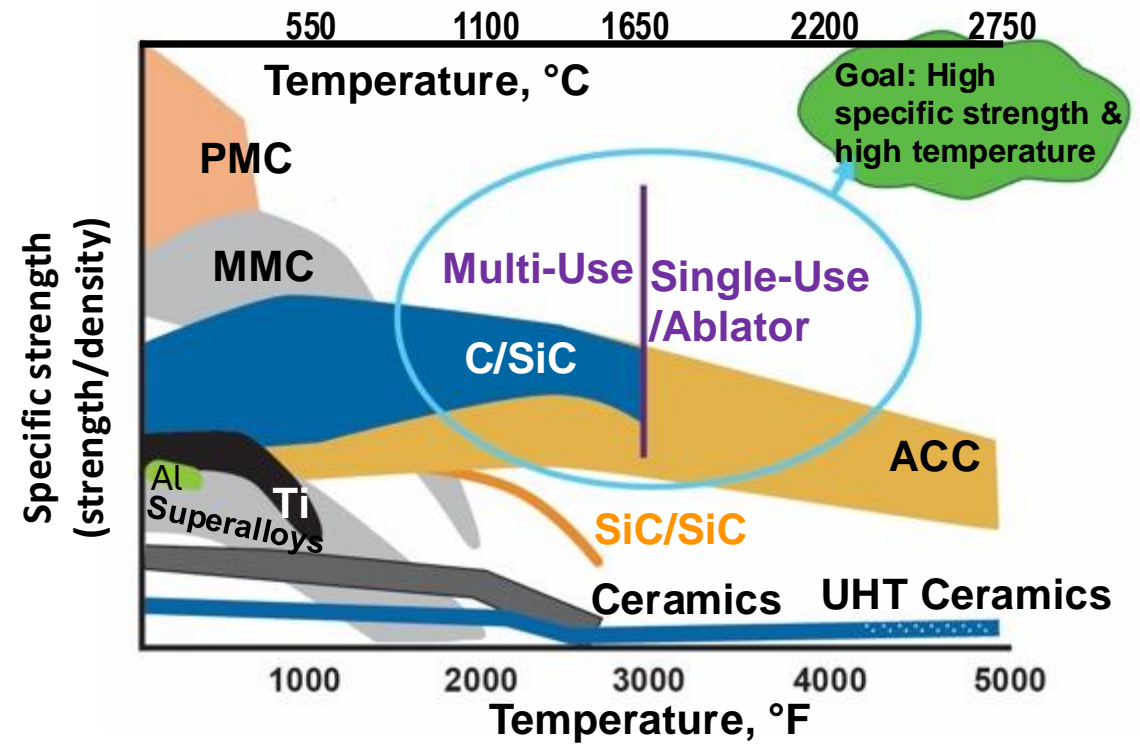 550 1100 1650 2200 2750
Temperature, °C
Goal: High
specific strength &
high temperature
PMC
MMC
Multi-Use
Single-Use
/Ablator
C/SiC
ACC
Al
Ti
Superalloys
SiC/SiC
Ceramics
UHT Ceramics
Specific strength
(strength/density)
1000 2000 3000 4000 5000
Temperature, °F